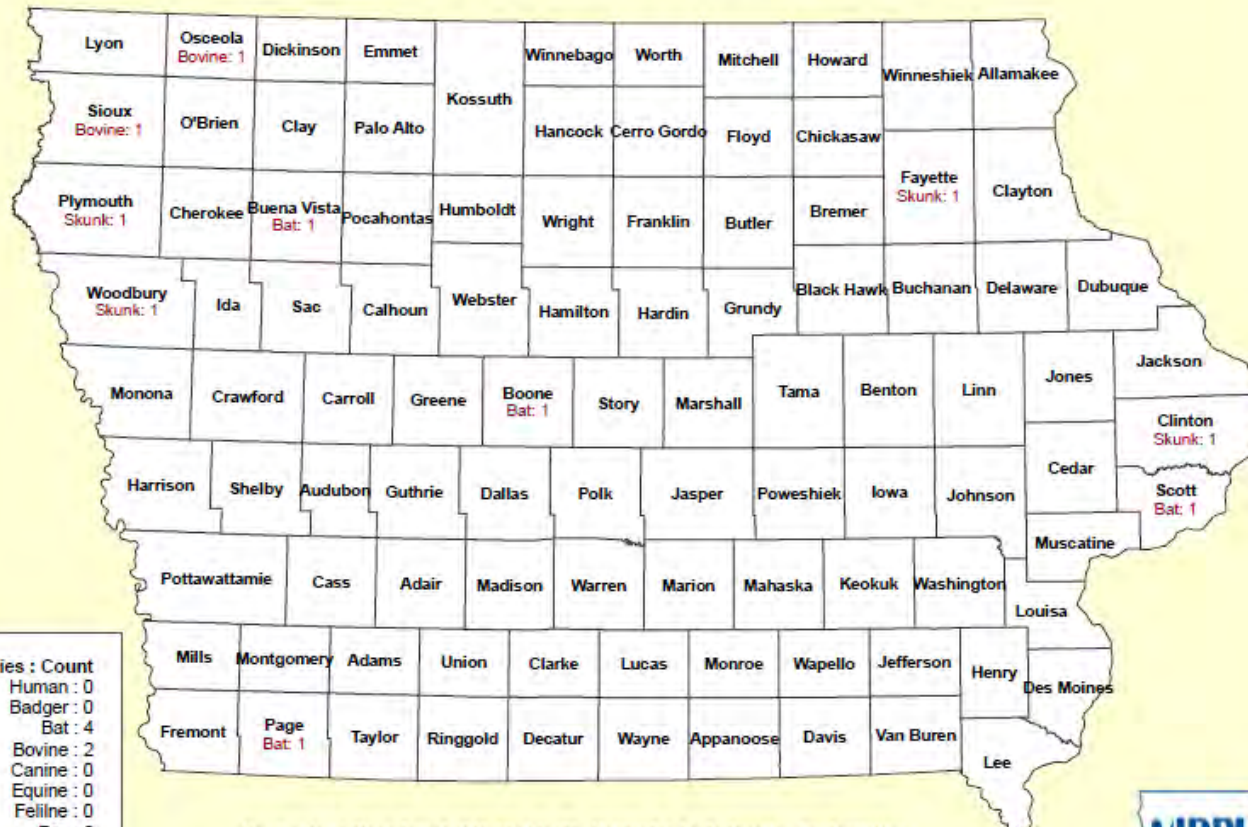 Lyon
Osceola
Bovine: 1
Dickinson
Emmet
Kossuth
Winnebago
Worth
Mitchell
Howard
Winneshiek
Allamakee
Sioux
Bovine: 1
O'Brien
Clay
Palo Alto
Hancock
Cerro Gordo
Floyd
Chickasaw
Fayette
Skunk: 1
Clayton
Plymouth
Skunk: 1
Cherokee
Buena Vista
Bat: 1
Pocahontas
Humboldt
Wright
Franklin
Butler
Bremer
Woodbury
Skunk: 1
Ida
Sac
Calhoun
Webster
Hamilton
Hardin
Grundy
Black Hawk
Buchanan
Delaware
Dubuque
Monona
Crawford
Carroll
Greene
Boone
Bat: 1
Story
Marshall
Tama
Benton
Linn
Jones
Jackson
Clinton
Skunk: 1
Harrison
Shelby
Audubon
Guthrie
Dallas
Polk
Jasper
Poweshiek
Iowa
Johnson
Cedar
Scott
Bat: 1
Muscatine
Pottawattamie
Cass
Adair
Madison
Warren
Marion
Mahaska
Keokuk
Washington
Louisa
Mills
Montgomery
Adams
Union
Clarke
Lucas
Monroe
Wapello
Jefferson
Henry
Des Moines
Fremont
Page
Bat: 1
Taylor
Ringgold
Decatur
Wayne
Appanoose
Davis
Van Buren
Lee
ies : Count
Human : 0
Badger : 0
Bat : 4
Bovine : 2
Canine : 0
Equine : 0
Felilne : 0